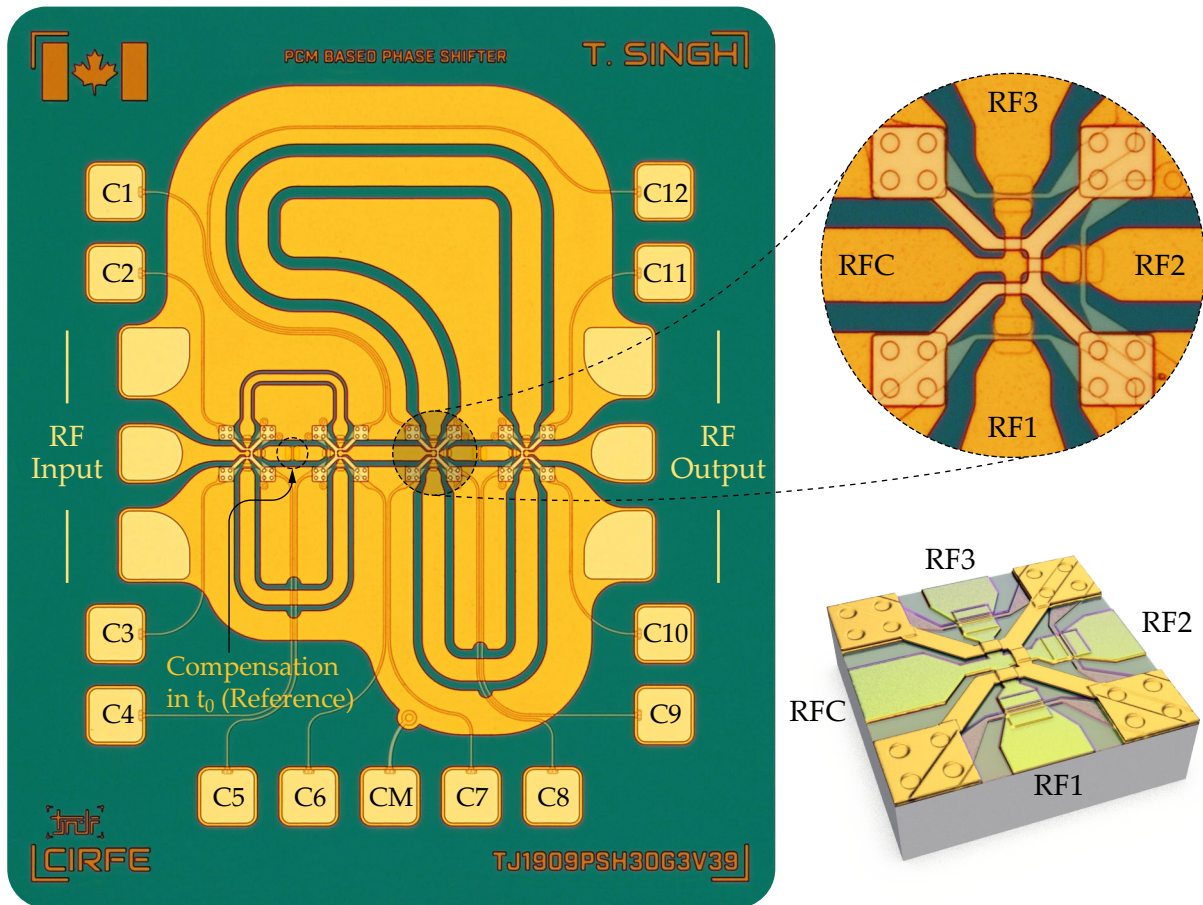 PCM BASED PHASE SHIFTER
T. SINGH
C1
C2
C12
C11
RF
Input
RF
Output
C3
C4
C10
C9
Compensation
in t₀ (Reference)
C5
C6
CM
C7
C8
CIRFE
TJ1909PSH30G3V39
RF3
RFC
RF2
RF1
RF3
RF2
RFC
RF1